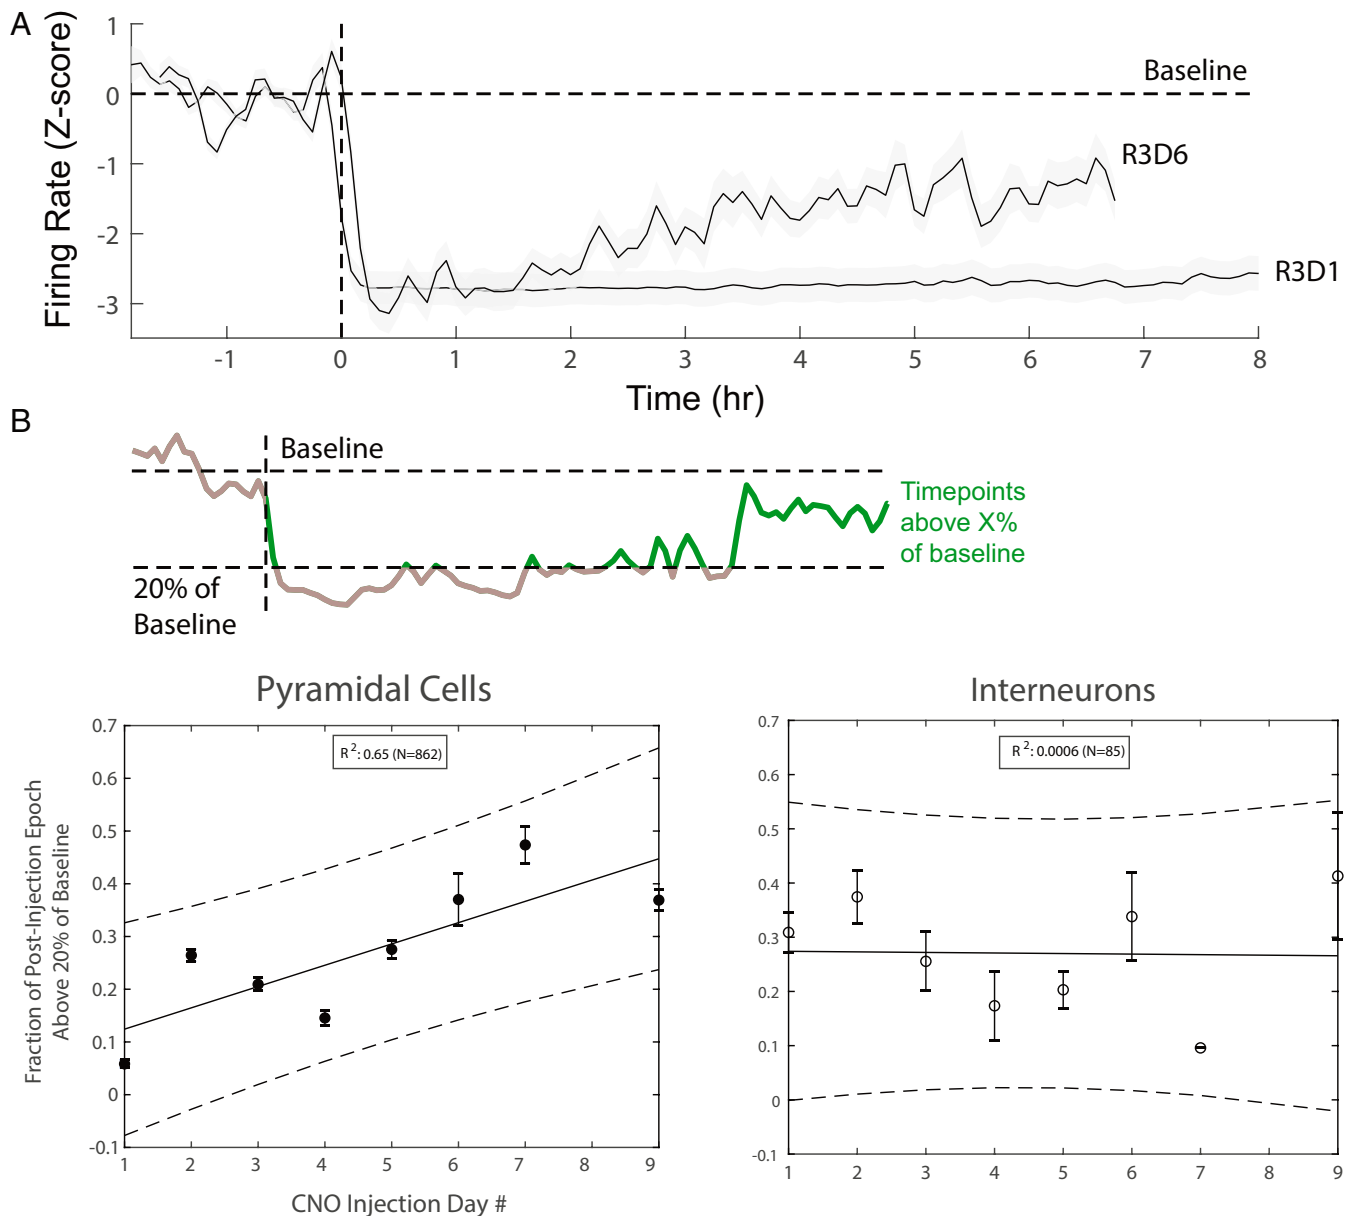 A
Firing Rate (Z-score)
1
0
-1
-2
-3
Baseline
R3D6
R3D1
-1 0 1 2 3 4 5 6 7 8
Time (hr)
B
Baseline
Timepoints
above X%
of baseline
20% of
Baseline
Pyramidal Cells
Fraction of Post-Injection Epoch
Above 20% of Baseline
0.7
0.6
0.5
0.4
0.3
0.2
0.1
0
-0.1
R²: 0.65 (N=862)
1 2 3 4 5 6 7 8 9
CNO Injection Day #
Interneurons
0.7
0.6
0.5
0.4
0.3
0.2
0.1
0
-0.1
R²: 0.0006 (N=85)
1 2 3 4 5 6 7 8 9